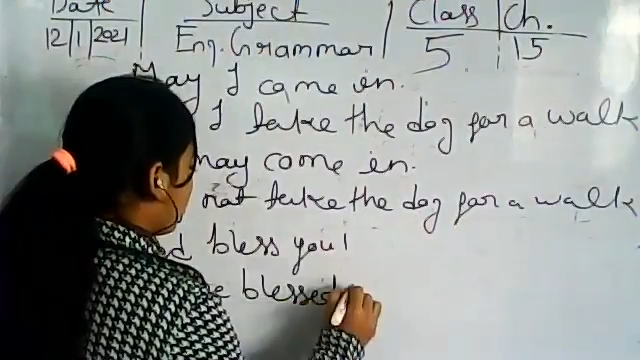 Date Subject Class Ch.
12/1/2021 Eng. Grammar 5 15
May I came in.
I take the dog for a walk
may come in.
not take the dog for a walk
bless you!
blessed